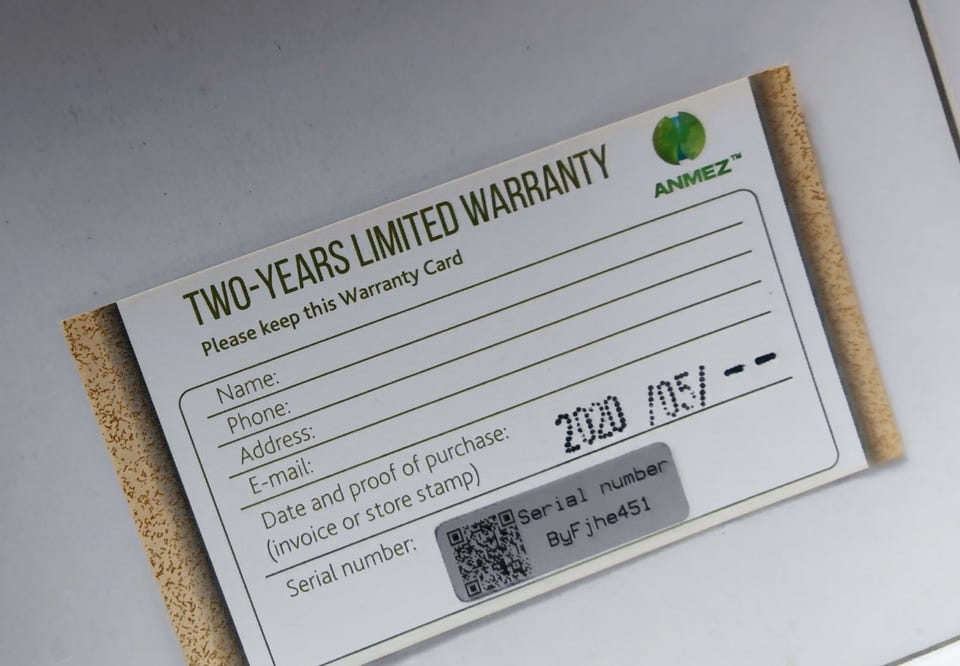 ANMEZ™
TWO-YEARS LIMITED WARRANTY
Please keep this Warranty Card
Name:
Phone:
Address:
E-mail:
Date and proof of purchase: 2020 /05/ --
(invoice or store stamp)
Serial number:
Serial number
ByFjhe451